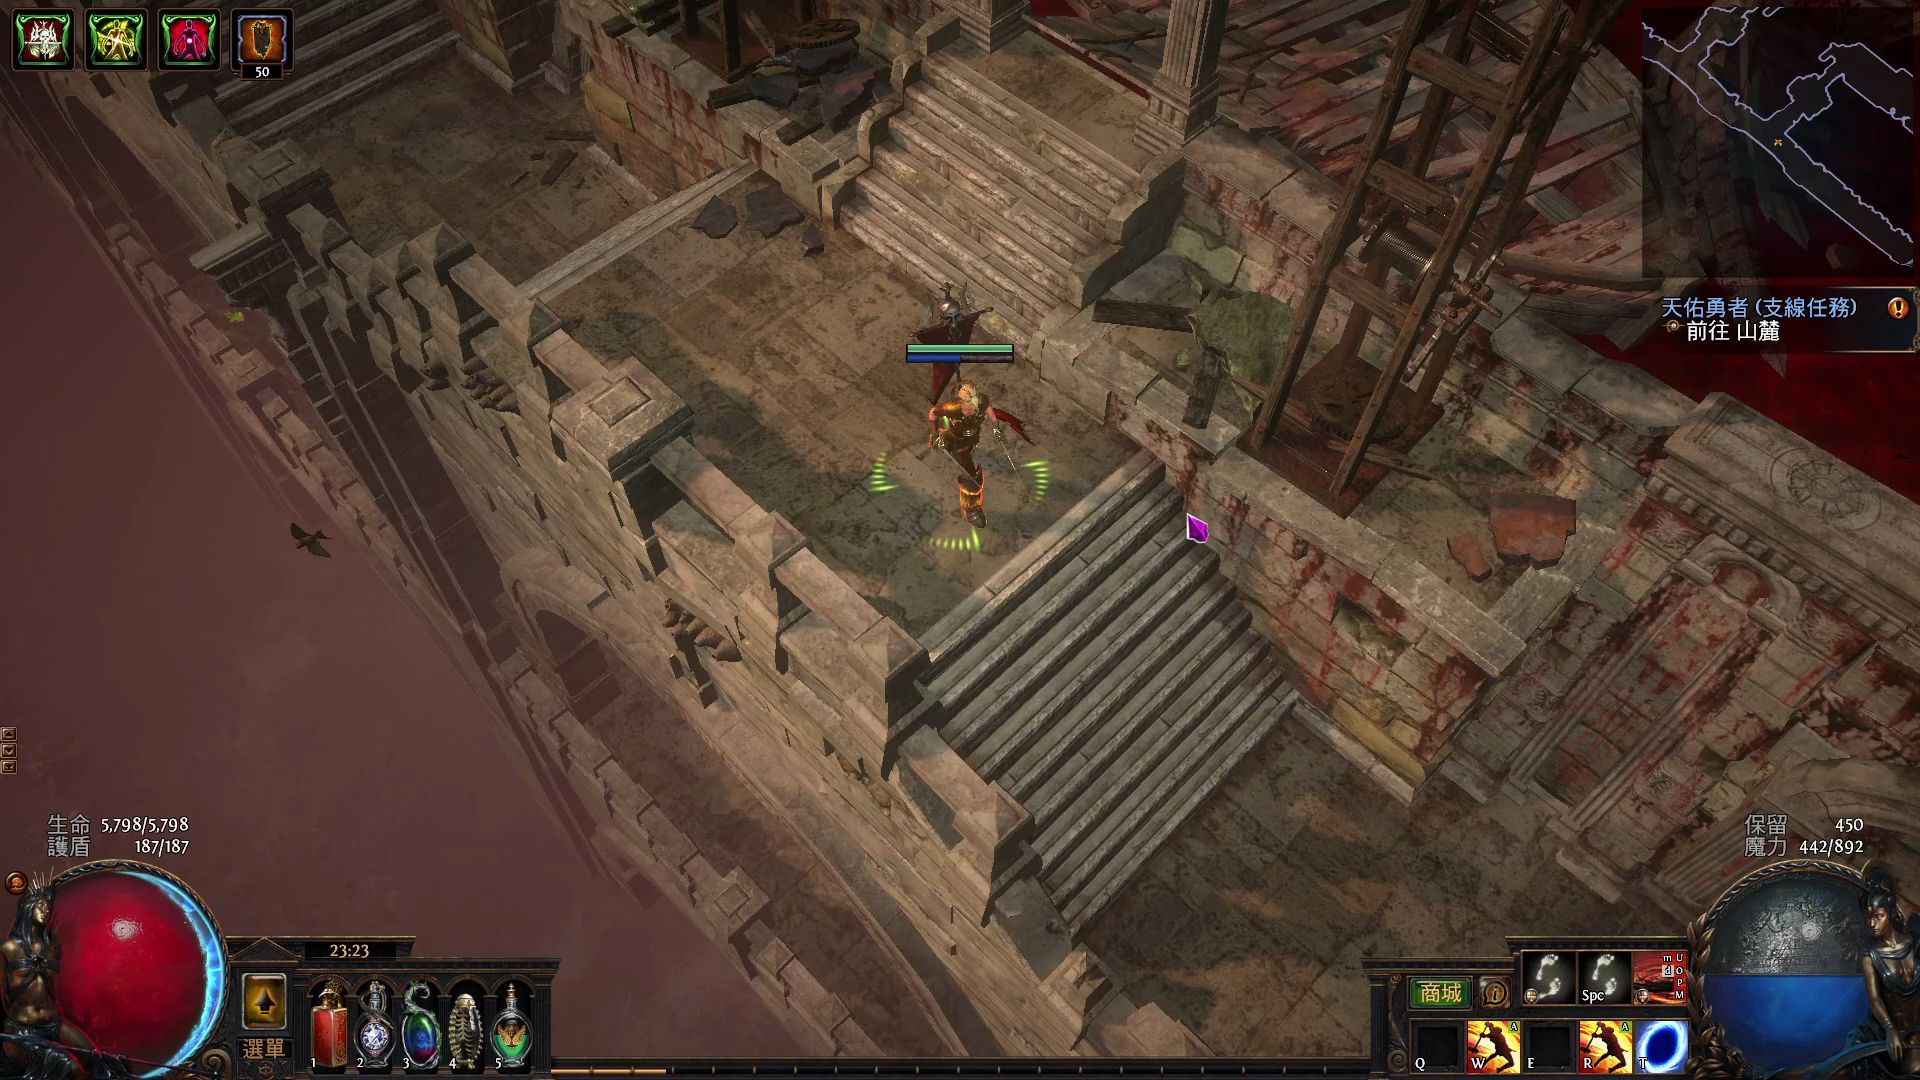 50
天佑勇者 (支線任務)
前往 山麓
生命 5,798/5,798
護盾 187/187
保留 450
魔力 442/892
23:23
選單
1
2
3
4
5
商城
Spc
m U
d O
P
M
Q
W A
E
R A
T